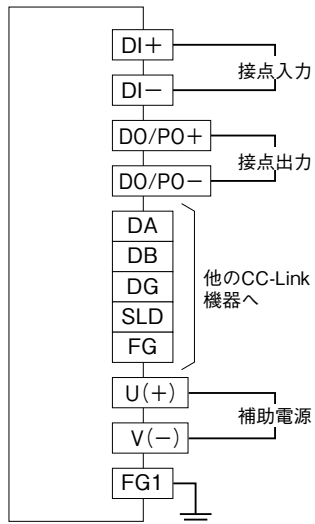 DI+
DI−
接点入力
DO/PO+
DO/PO−
接点出力
DA
DB
DG
SLD
FG
他のCC-Link
機器へ
U(+)
V(−)
補助電源
FG1